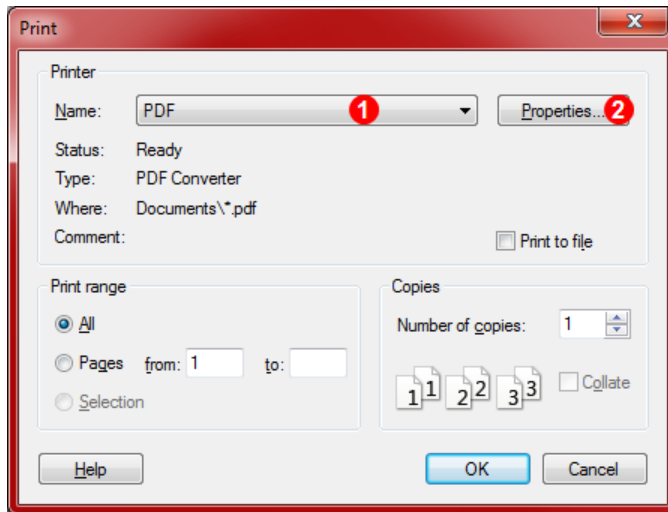 Print
Printer
Name: PDF 1 Properties... 2
Status: Ready
Type: PDF Converter
Where: Documents\*.pdf
Comment: Print to file
Print range Copies
All Number of copies: 1
Pages from: 1 to:
1 1 2 2 3 3 Collate
Selection
Help OK Cancel